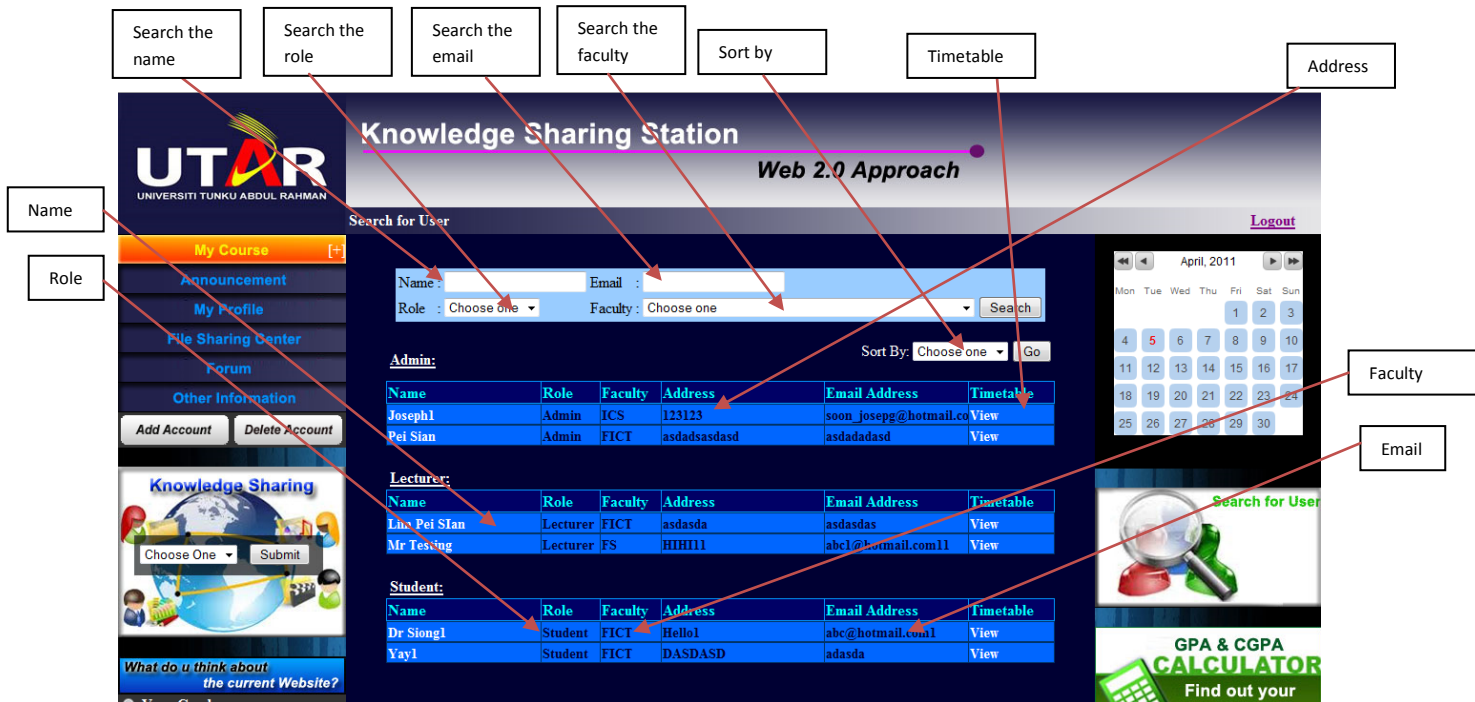 Search the
name
Search the
role
Search the
email
Search the
faculty
Sort by
Timetable
Address
Name
Role
Faculty
Email
UTAR
UNIVERSITI TUNKU ABDUL RAHMAN
Knowledge Sharing Station
Web 2.0 Approach
Search for User
Logout
My Course [+]
Announcement
My Profile
File Sharing Center
Forum
Other Information
Add Account Delete Account
Knowledge Sharing
Choose One Submit
What do u think about
the current Website?
Name : Email :
Role : Choose one Faculty : Choose one Search
Sort By: Choose one Go
Admin:
Name Role Faculty Address Email Address Timetable
Joseph1 Admin ICS 123123 soon_josepg@hotmail.co View
Pei Sian Admin FICT asdadsasdasd asdadadasd View
Lecturer:
Name Role Faculty Address Email Address Timetable
Lim Pei SIan Lecturer FICT asdasda asdasdas View
Mr Testing Lecturer FS HIHI11 abc1@hotmail.com11 View
Student:
Name Role Faculty Address Email Address Timetable
Dr Siong1 Student FICT Hello1 abc@hotmail.com1 View
Yay1 Student FICT DASDASD adasda View
April, 2011
Mon Tue Wed Thu Fri Sat Sun
1 2 3
4 5 6 7 8 9 10
11 12 13 14 15 16 17
18 19 20 21 22 23 24
25 26 27 28 29 30
Search for User
GPA & CGPA
CALCULATOR
Find out your